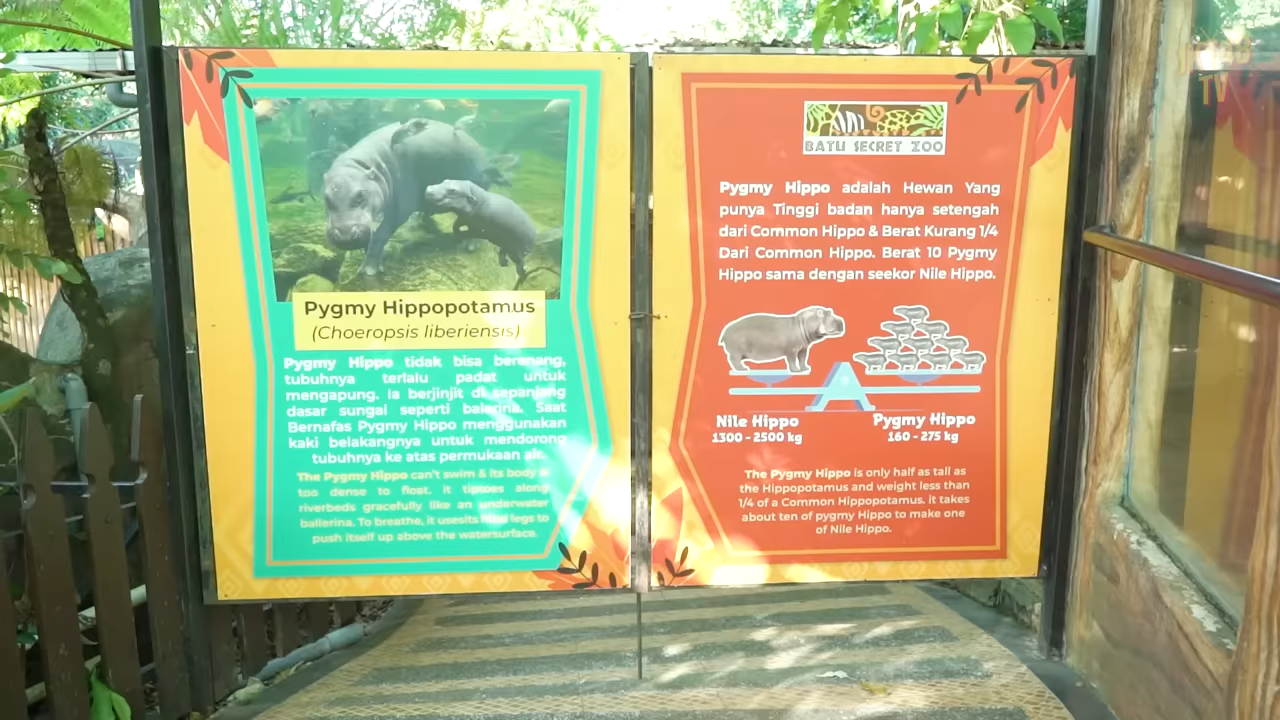 Pygmy Hippopotamus
(Choeropsis liberiensis)
Pygmy Hippo tidak bisa berenang,
tubuhnya terlalu padat untuk
mengapung. Ia berjinjit di sepanjang
dasar sungai seperti balerina. Saat
Bernafas Pygmy Hippo menggunakan
kaki belakangnya untuk mendorong
tubuhnya ke atas permukaan air.
The Pygmy Hippo can't swim & its body is
too dense to float. it tiptoes along
riverbeds gracefully like an underwater
ballerina. To breathe, it usesits hind legs to
push itself up above the watersurface.
BATU SECRET ZOO
Pygmy Hippo adalah Hewan Yang
punya Tinggi badan hanya setengah
dari Common Hippo & Berat Kurang 1/4
Dari Common Hippo. Berat 10 Pygmy
Hippo sama dengan seekor Nile Hippo.
Nile Hippo
1300 - 2500 kg
Pygmy Hippo
160 - 275 kg
The Pygmy Hippo is only half as tall as
the Hippopotamus and weight less than
1/4 of a Common Hippopotamus. it takes
about ten of pygmy Hippo to make one
of Nile Hippo.
TV